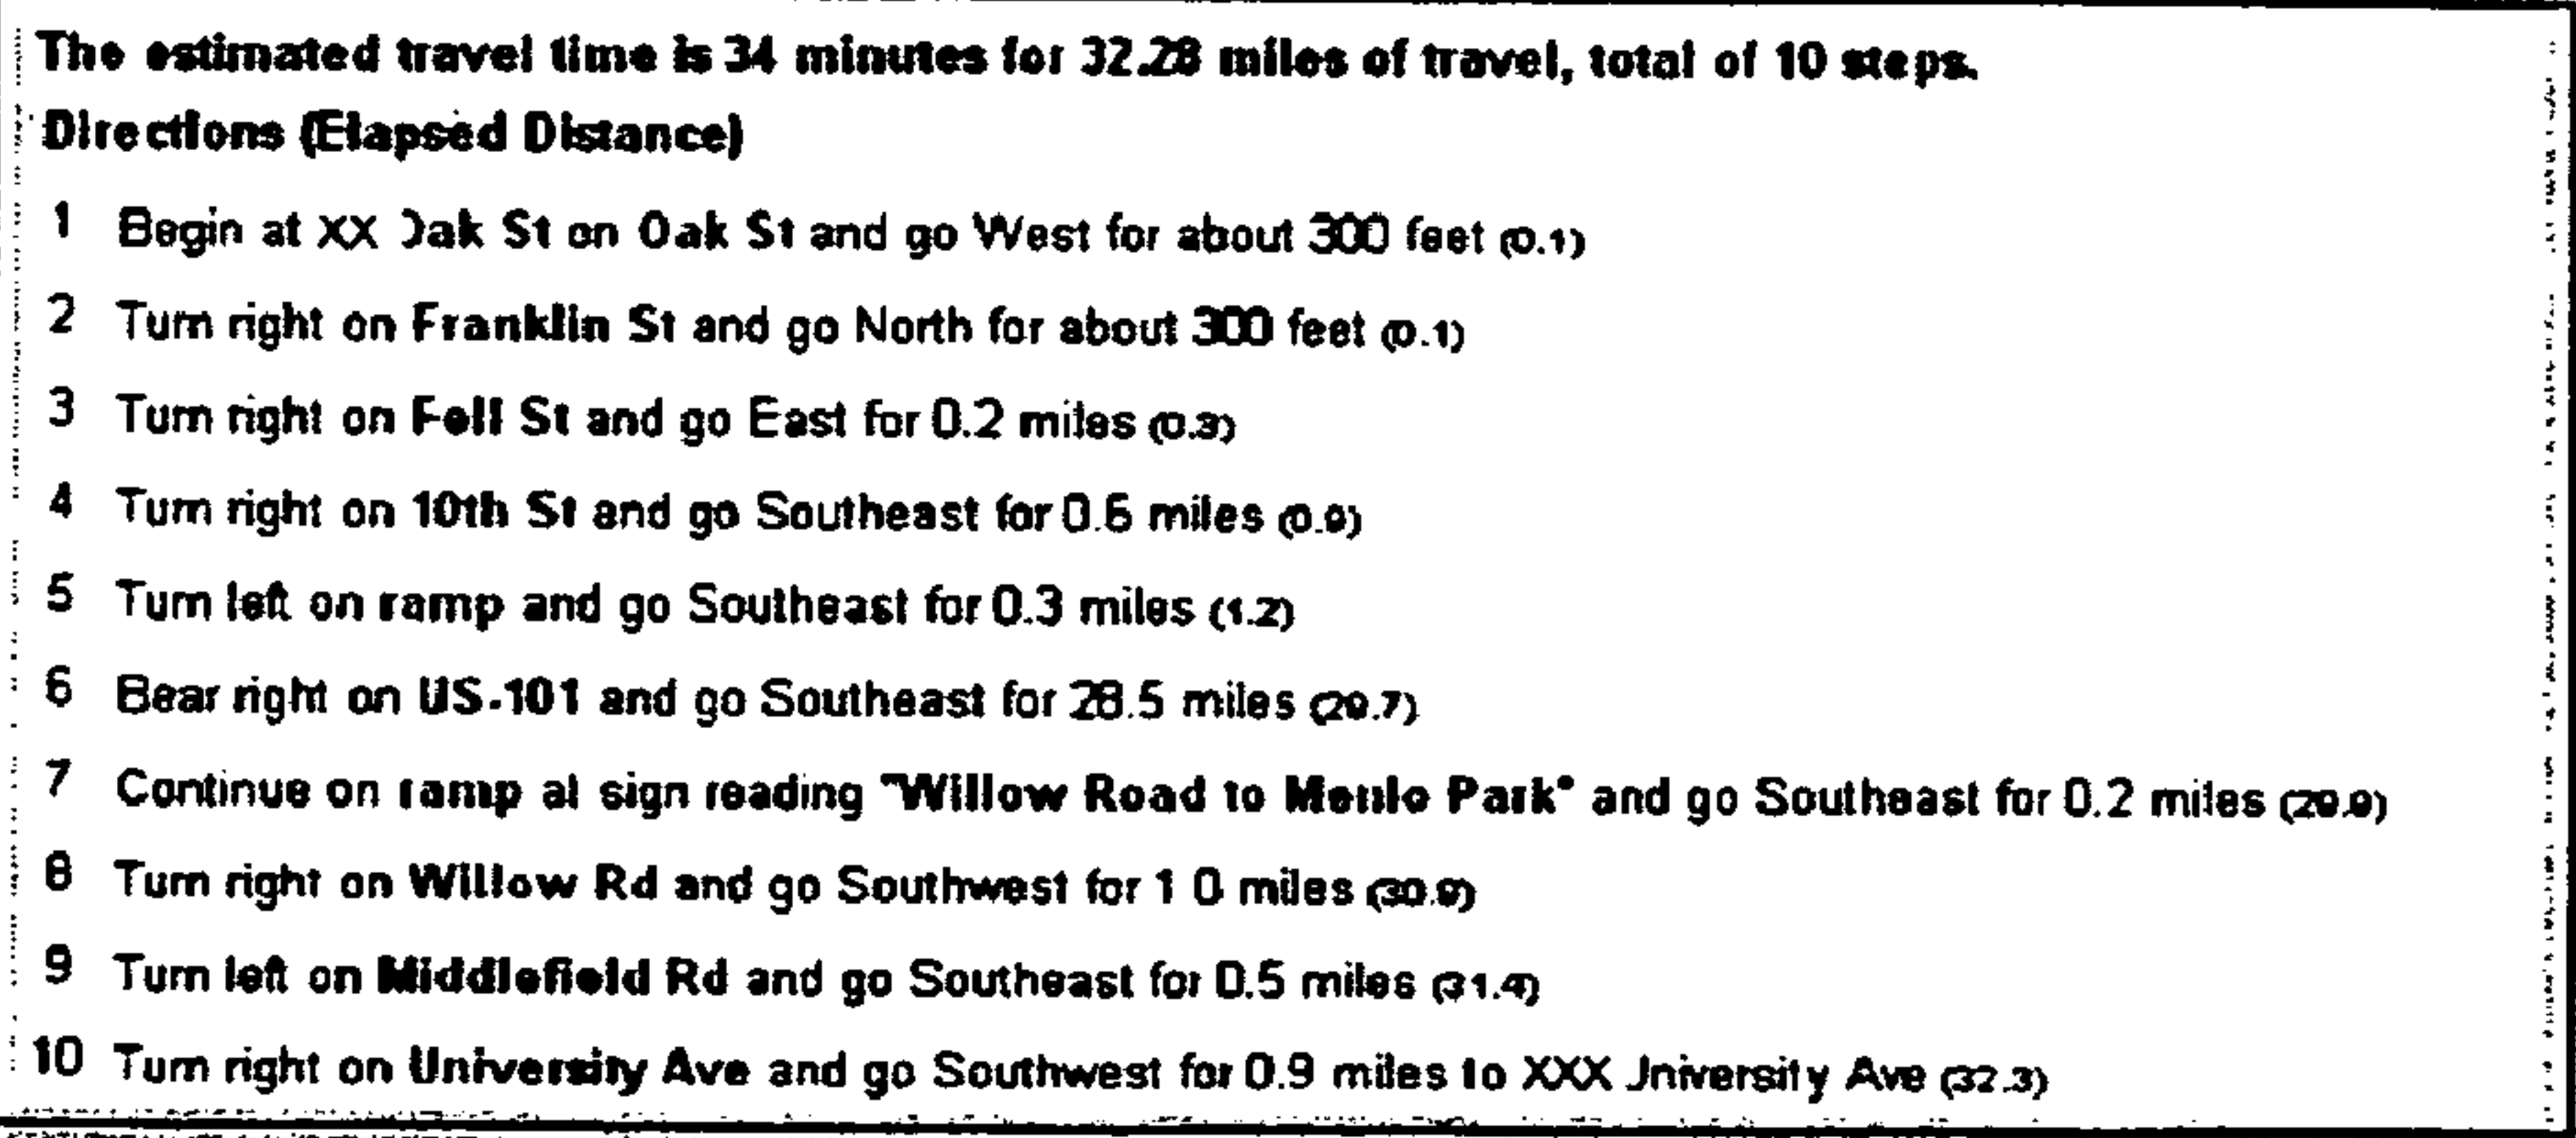 The estimated travel time is 34 minutes for 32.28 miles of travel, total of 10 steps.
Directions (Elapsed Distance)
1 Begin at XX Oak St on Oak St and go West for about 300 feet (0.1)
2 Turn right on Franklin St and go North for about 300 feet (0.1)
3 Turn right on Fell St and go East for 0.2 miles (0.3)
4 Turn right on 10th St and go Southeast for 0.6 miles (0.9)
5 Turn left on ramp and go Southeast for 0.3 miles (1.2)
6 Bear right on US-101 and go Southeast for 28.5 miles (29.7)
7 Continue on ramp at sign reading "Willow Road to Menlo Park" and go Southeast for 0.2 miles (29.9)
8 Turn right on Willow Rd and go Southwest for 1.0 miles (30.9)
9 Turn left on Middlefield Rd and go Southeast for 0.5 miles (31.4)
10 Turn right on University Ave and go Southwest for 0.9 miles to XXX University Ave (32.3)